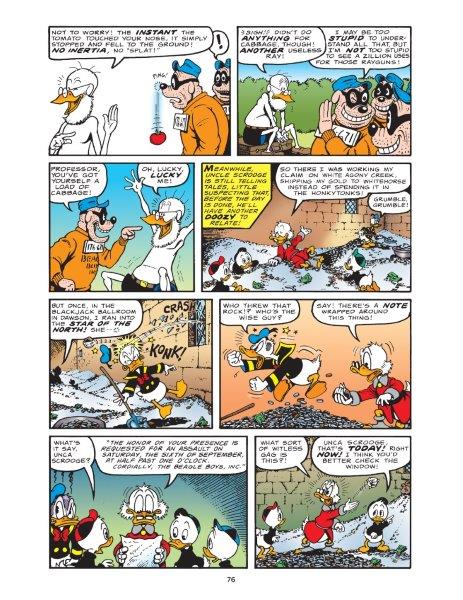 NOT TO WORRY! THE INSTANT THE
TOMATO TOUCHED YOUR NOSE, IT SIMPLY
STOPPED AND FELL TO THE GROUND!
NO INERTIA, NO "SPLAT!"
PING!
*SIGH!* DIDN'T DO
ANYTHING FOR
CABBAGE, THOUGH!
ANOTHER USELESS
RAY!
I MAY BE TOO
STUPID TO UNDER-
STAND ALL THAT, BUT
I'M NOT TOO STUPID
TO SEE A ZILLION USES
FOR THOSE RAYGUNS!
PROFESSOR,
YOU'VE GOT
YOURSELF A
LOAD OF
CABBAGE!
OH, LUCKY
LUCKY
ME!
MEANWHILE,
UNCLE SCROOGE
IS STILL TELLING
TALES, LITTLE
SUSPECTING THAT,
BEFORE THE DAY
IS DONE, HE'LL
HAVE ANOTHER
DOOZY TO
RELATE!
SO THERE I WAS WORKING MY
CLAIM ON WHITE AGONY CREEK,
SHIPPING MY GOLD TO WHITEHORSE
INSTEAD OF SPENDING IT IN
THE HONKYTONKS!
GRUMBLE,
GRUMBLE!
BUT ONCE, IN THE
BLACKJACK BALLROOM
IN DAWSON, I RAN INTO
THE STAR OF THE
NORTH! SHE--
CRASH
KONK!
WHO THREW THAT
ROCK!? WHO'S THE
WISE GUY?
SAY! THERE'S A NOTE
WRAPPED AROUND
THIS THING!
WHAT'S
IT SAY,
UNCA
SCROOGE?
"THE HONOR OF YOUR PRESENCE IS
REQUESTED FOR AN ASSAULT ON
SATURDAY, THE SIXTH OF SEPTEMBER,
AT HALF PAST ONE O'CLOCK.
CORDIALLY, THE BEAGLE BOYS, INC."
WHAT SORT
OF WITLESS
GAG IS
THIS?!
UNCA SCROOGE,
THAT'S TODAY! RIGHT
NOW! I THINK YOU'D
BETTER CHECK THE
WINDOW!
76